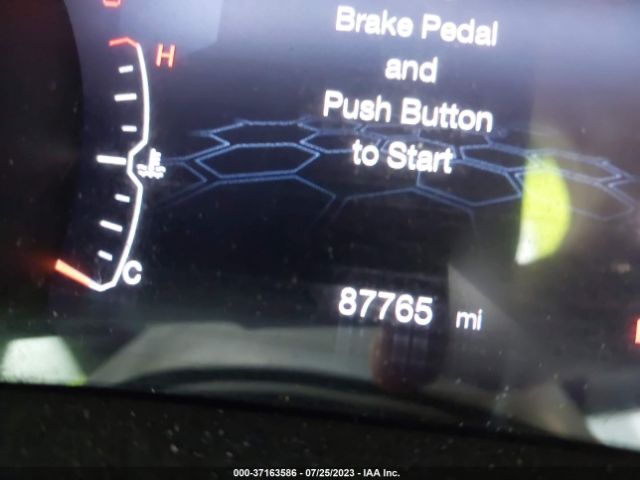 Brake Pedal
and
Push Button
to Start
H
C
87765 mi
000-37163586 - 07/25/2023 - IAA Inc.